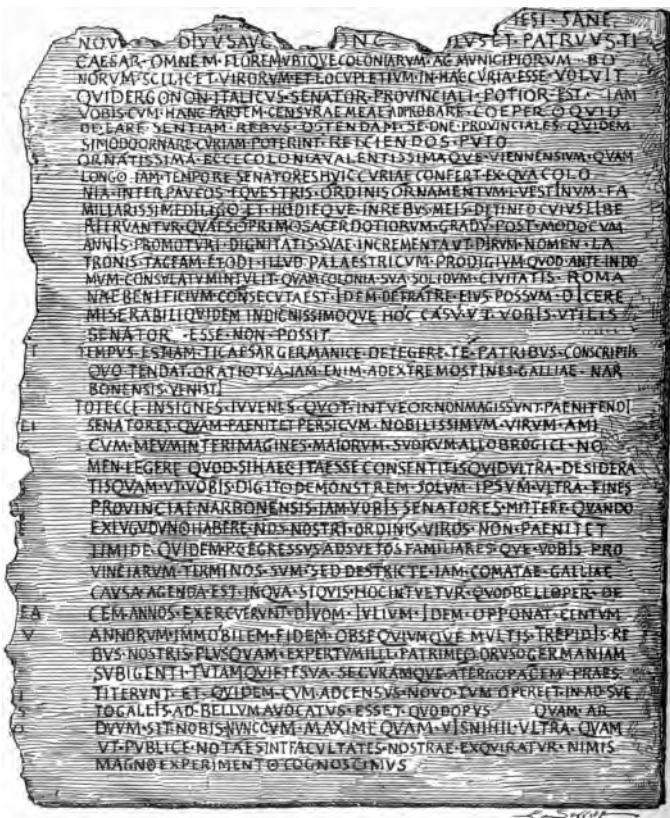 IESI · SANE ·
NOVO DIVVS AVG NC LVS ET · PATRVVS · TI
CAESAR · OMNEM · FLOREM VBIQVE COLONIARVM · AC MVNICIPIORVM · BO
NORVM · SCILICET · VIRORVM · ET LOCVPLETIVM · IN HAC CVRIA · ESSE · VOLVIT
QVID ERGO NON · ITALICVS · SENATOR · PROVINCIALI · POTIOR · EST · IAM
VOBIS · CVM · HANC PARTEM · CENSVRAE MEAE ADPROBARE · COEPERO QVID
DE EA RE · SENTIAM · REBVS · OSTENDAM · SED NE · PROVINCIALES · QVIDEM
SI MODO ORNARE · CVRIAM · POTERINT · REICIENDOS · PVTO
ORNATISSIMA · ECCE COLONIA VALENTISSIMAQVE · VIENNENSIVM · QVAM
LONGO · IAM · TEMPORE · SENATORES HVIC CVRIAE CONFERT · EX · QVA COLO
NIA · INTER · PAVCOS · EQVESTRIS · ORDINIS ORNAMENTVM · L · VESTINVM · FA
MILIARISSIME DILIGO · ET · HODIEQVE · IN REBVS · MEIS · DETINEO CVIVS LIBE
RI FRVANTVR · QVAESO PRIMO SACERDOTIORVM · GRADV · POST · MODO CVM
ANNIS · PROMOTVRI · DIGNITATIS · SVAE · INCREMENTA VT · DIRVM · NOMEN · LA
TRONIS · TACEAM · ET ODI · ILLVD · PALAESTRICVM · PRODIGIVM QVOD · ANTE · IN DO
MVM · CONSVLATVM INTVLIT · QVAM COLONIA · SVA SOLIDVM · CIVITATIS · ROMA
NAE BENIFICIVM · CONSECVTA EST · IDEM · DE FRATRE · EIVS POSSVM · DICERE
MISERABILI QVIDEM · INDIGNISSIMOQVE · HOC CASV · VT · VOBIS · VTILIS
SENATOR · ESSE · NON · POSSIT
T TEMPVS · EST IAM · TI CAESAR GERMANICE · DETEGERE · TE · PATRIBVS · CONSCRIPTIS
QVO TENDAT · ORATIO TVA · IAM · ENIM · AD EXTREMOS FINES · GALLIAE · NAR
BONENSIS · VENISTI
TOT ECCE · INSIGNES · IVVENES · QVOT · INTVEOR · NON MAGIS SVNT · PAENITENDI
CI SENATORES · QVAM PAENITET PERSICVM · NOBILISSIMVM · VIRVM · AMI
CVM · MEVM INTER IMAGINES · MAIORVM · SVORVM ALLOBROGICI · NO
MEN · LEGERE · QVOD · SI HAEC ITA ESSE CONSENTITIS QVID VLTRA · DESIDERA
TIS QVAM · VT · VOBIS · DIGITO DEMONSTREM · SOLVM · IPSVM · VLTRA · FINES
PROVINCIAE NARBONENSIS · IAM · VOBIS SENATORES · MITTERE · QVANDO
EX LVGVDVNO HABERE · NOS · NOSTRI · ORDINIS · VIROS · NON · PAENITET
TIMIDE · QVIDEM · P C EGRESSVS · ADSVETOS FAMILIARES · QVE · VOBIS · PRO
VINCIARVM · TERMINOS · SVM · SED DESTRICTE · IAM · COMATAE · GALLIAE
CAVSA · AGENDA EST · IN QVA · SI QVIS · HOC INTVETVR · QVOD BELLO PER · DE
EA CEM · ANNOS · EXERCVERVNT · DIVOM · IVLIVM · IDEM · OPPONAT · CENTVM
V ANNORVM · IMMOBILEM · FIDEM · OBSEQVIVMQVE · MVLTIS · TREPIDIS · RE
BVS · NOSTRIS · PLVSQVAM · EXPERTVM ILLI · PATRI MEO DRVSO GERMANIAM
SVBIGENTI · TVTAM QVIETE SVA · SECVRAMQVE · A TERGO PACEM · PRAES
I TITERVNT · ET · QVIDEM · CVM · AD CENSVS · NOVO · TVM OPERE ET · IN AD SVE
S TO GALLIS · AD · BELLVM AVOCATVS · ESSET · QVOD OPVS QVAM · AR
O DVVM · SIT · NOBIS NVNC CVM · MAXIME QVAM · VIS NIHIL · VLTRA · QVAM
VT · PVBLICE · NOTAE SINT FACVLTATES · NOSTRAE · EXQVIRATVR · NIMIS
MAGNO EXPERIMENTO COGNOSCIMVS